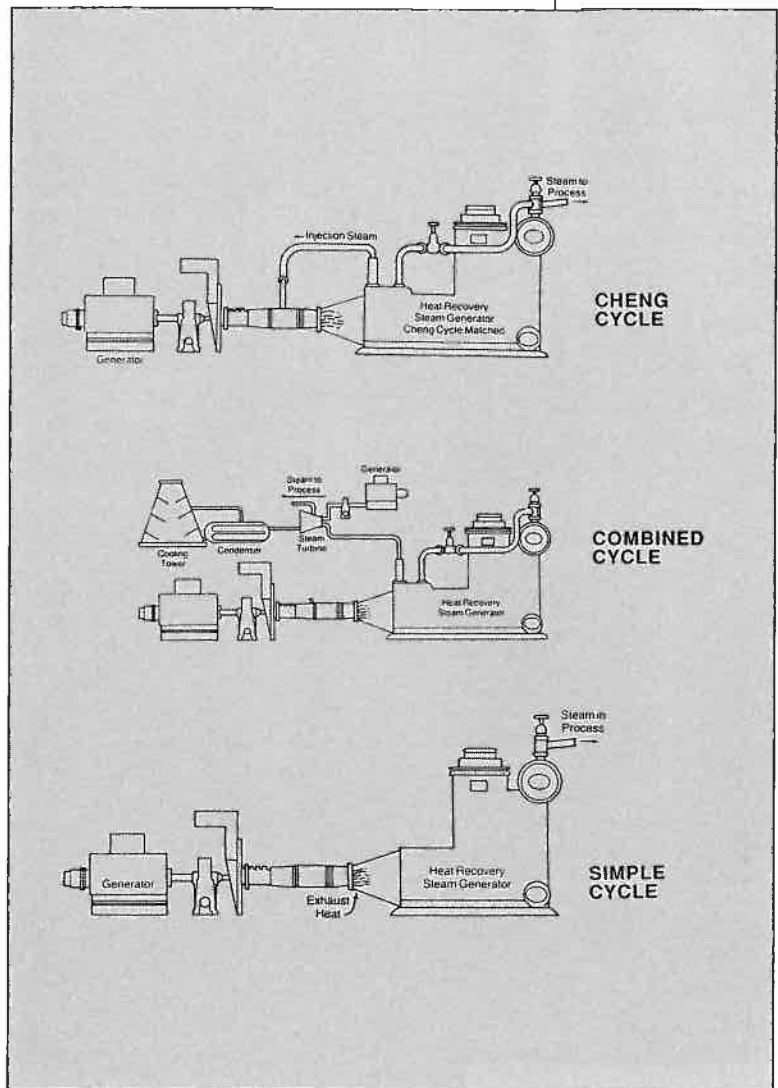 Steam to
Process
Injection Steam
Heat Recovery
Steam Generator
Cheng Cycle Matched
Generator
CHENG
CYCLE
Generator
Steam to
Process
Steam
Turbine
Condenser
Cooling
Tower
Heat Recovery
Steam Generator
COMBINED
CYCLE
Steam in
Process
Generator
Heat Recovery
Steam Generator
Exhaust
Heat
SIMPLE
CYCLE